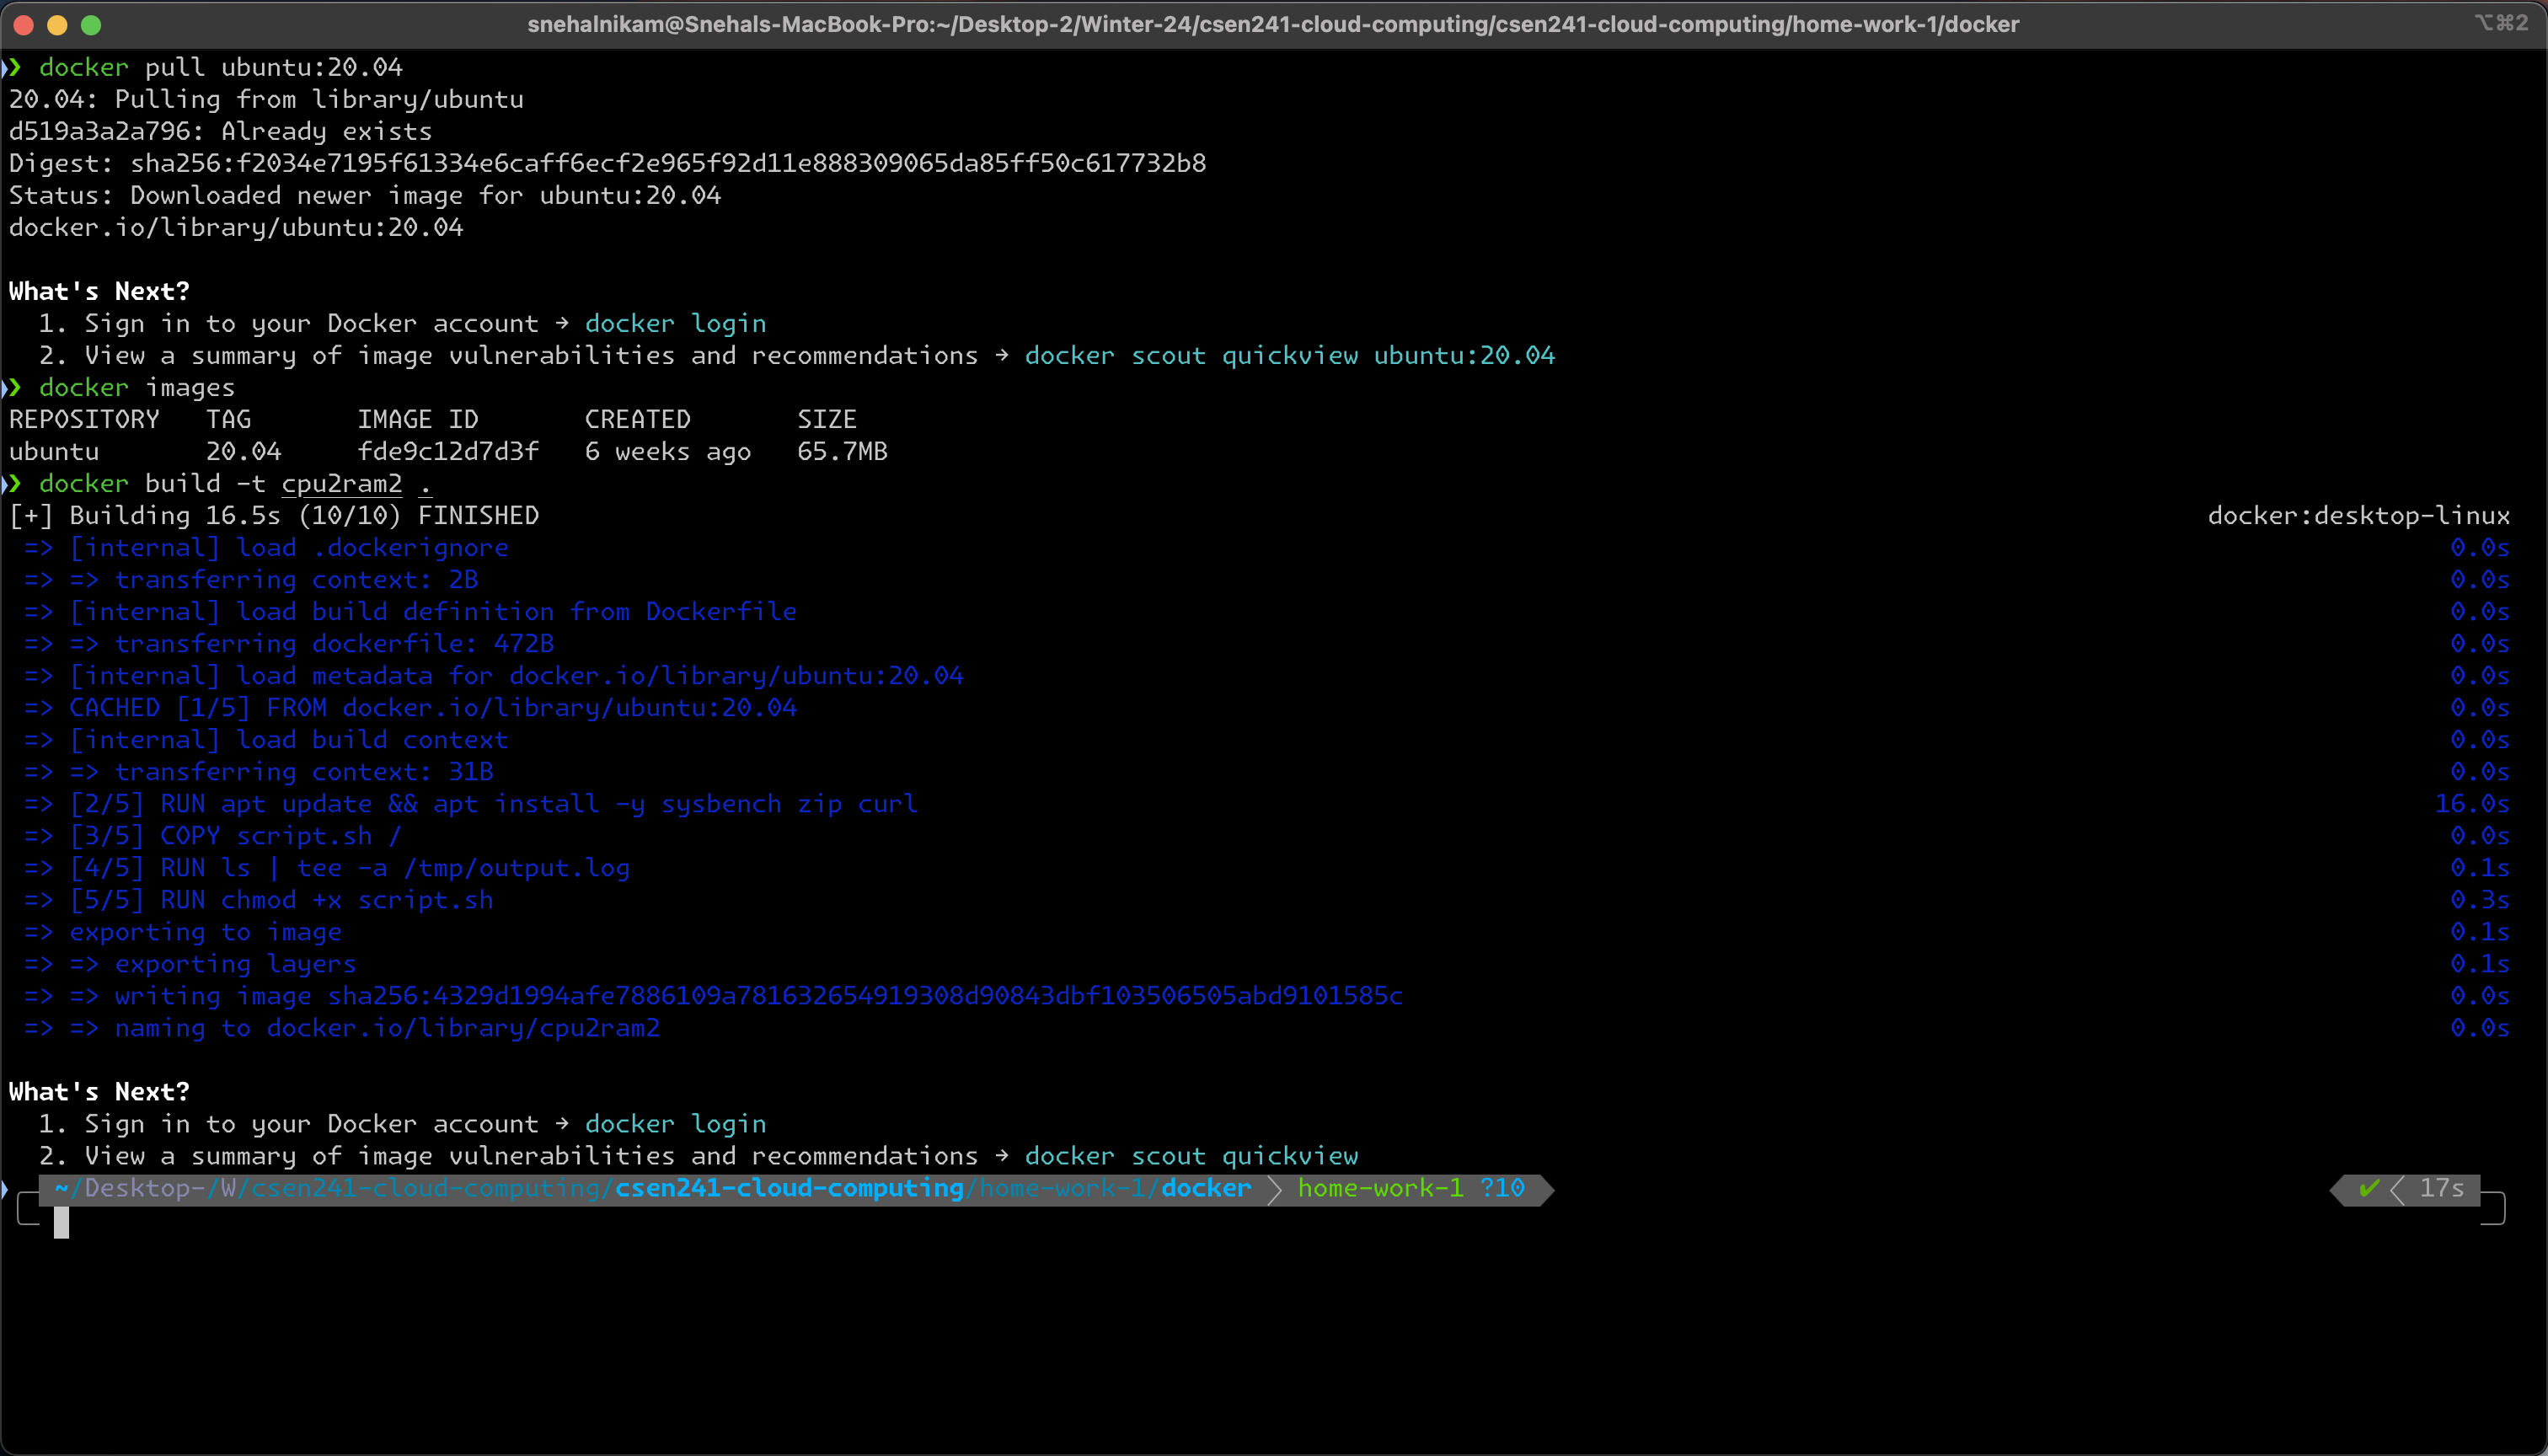 snehalnikam@Snehals-MacBook-Pro:~/Desktop-2/Winter-24/csen241-cloud-computing/csen241-cloud-computing/home-work-1/docker ⌥⌘2
❯ docker pull ubuntu:20.04
20.04: Pulling from library/ubuntu
d519a3a2a796: Already exists
Digest: sha256:f2034e7195f61334e6caff6ecf2e965f92d11e888309065da85ff50c617732b8
Status: Downloaded newer image for ubuntu:20.04
docker.io/library/ubuntu:20.04
What's Next?
1. Sign in to your Docker account → docker login
2. View a summary of image vulnerabilities and recommendations → docker scout quickview ubuntu:20.04
❯ docker images
REPOSITORY TAG IMAGE ID CREATED SIZE
ubuntu 20.04 fde9c12d7d3f 6 weeks ago 65.7MB
❯ docker build -t cpu2ram2 .
[+] Building 16.5s (10/10) FINISHED docker:desktop-linux
=> [internal] load .dockerignore 0.0s
=> => transferring context: 2B 0.0s
=> [internal] load build definition from Dockerfile 0.0s
=> => transferring dockerfile: 472B 0.0s
=> [internal] load metadata for docker.io/library/ubuntu:20.04 0.0s
=> CACHED [1/5] FROM docker.io/library/ubuntu:20.04 0.0s
=> [internal] load build context 0.0s
=> => transferring context: 31B 0.0s
=> [2/5] RUN apt update && apt install -y sysbench zip curl 16.0s
=> [3/5] COPY script.sh / 0.0s
=> [4/5] RUN ls | tee -a /tmp/output.log 0.1s
=> [5/5] RUN chmod +x script.sh 0.3s
=> exporting to image 0.1s
=> => exporting layers 0.1s
=> => writing image sha256:4329d1994afe7886109a781632654919308d90843dbf103506505abd9101585c 0.0s
=> => naming to docker.io/library/cpu2ram2 0.0s
What's Next?
1. Sign in to your Docker account → docker login
2. View a summary of image vulnerabilities and recommendations → docker scout quickview
~/Desktop-/W/csen241-cloud-computing/csen241-cloud-computing/home-work-1/docker home-work-1 ?10 ✔ 17s